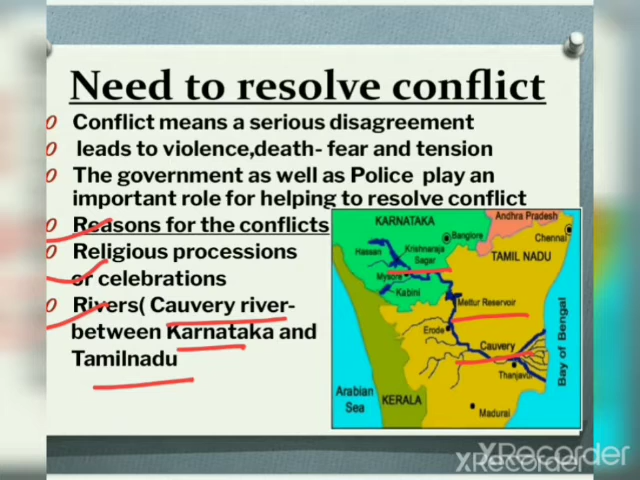 Need to resolve conflict
o Conflict means a serious disagreement
o leads to violence,death- fear and tension
o The government as well as Police play an
important role for helping to resolve conflict
o Reasons for the conflicts
o Religious processions
or celebrations
o Rivers( Cauvery river-
between Karnataka and
Tamilnadu
KARNATAKA
Andhra Pradesh
Banglore
Chennai
Hassan
Krishnaraja
Sagar
TAMIL NADU
Mysore
Kabini
Mettur Reservoir
Erode
Cauvery
Thanjavur
Bay of Bengal
Arabian
Sea
KERALA
Madurai
XRecorder
XRecorder